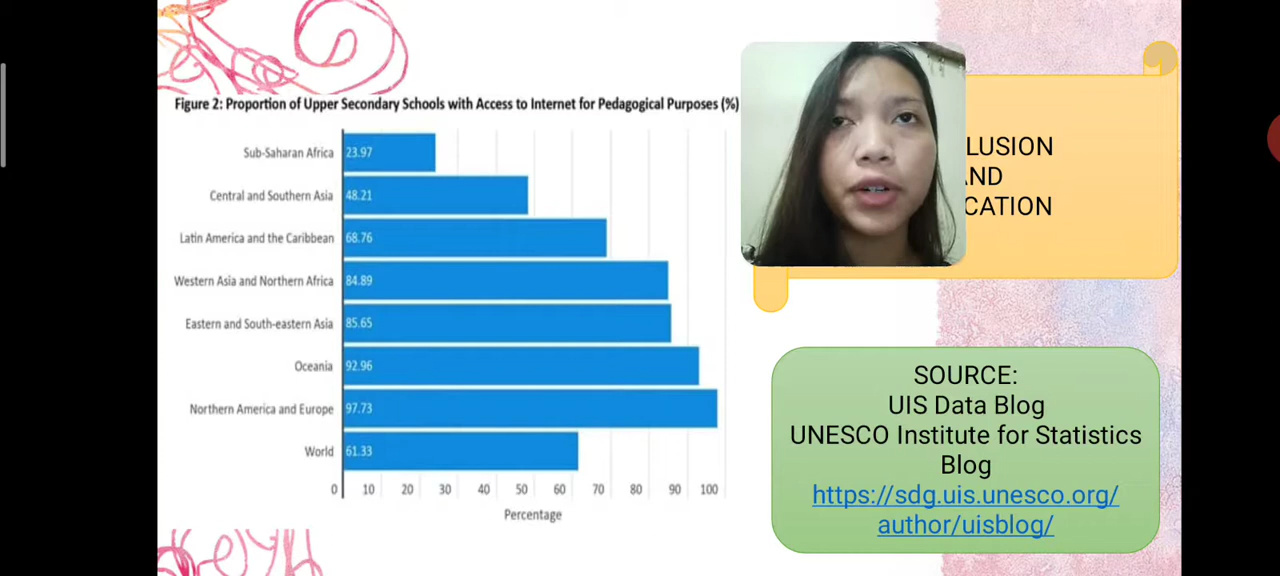 Figure 2: Proportion of Upper Secondary Schools with Access to Internet for Pedagogical Purposes (%)
Sub-Saharan Africa 23.97
Central and Southern Asia 48.21
Latin America and the Caribbean 68.76
Western Asia and Northern Africa 84.89
Eastern and South-eastern Asia 85.65
Oceania 92.96
Northern America and Europe 97.73
World 61.33
0 10 20 30 40 50 60 70 80 90 100
Percentage
LUSION
ND
CATION
SOURCE:
UIS Data Blog
UNESCO Institute for Statistics
Blog
https://sdg.uis.unesco.org/
author/uisblog/